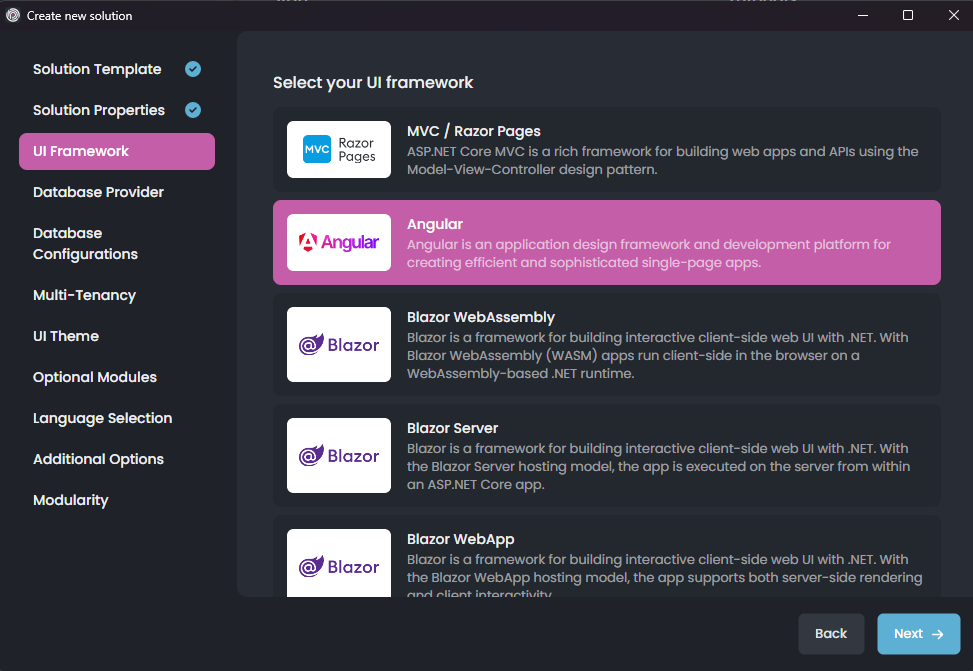 Create new solution
Solution Template
Solution Properties
UI Framework
Database Provider
Database
Configurations
Multi-Tenancy
UI Theme
Optional Modules
Language Selection
Additional Options
Modularity
Select your UI framework
MVC
Razor
Pages
MVC / Razor Pages
ASP.NET Core MVC is a rich framework for building web apps and APIs using the
Model-View-Controller design pattern.
Angular
Angular
Angular is an application design framework and development platform for
creating efficient and sophisticated single-page apps.
Blazor
Blazor WebAssembly
Blazor is a framework for building interactive client-side web UI with .NET. With
Blazor WebAssembly (WASM) apps run client-side in the browser on a
WebAssembly-based .NET runtime.
Blazor
Blazor Server
Blazor is a framework for building interactive client-side web UI with .NET. With
the Blazor Server hosting model, the app is executed on the server from within
an ASP.NET Core app.
Blazor
Blazor WebApp
Blazor is a framework for building interactive client-side web UI with .NET. With
the Blazor WebApp hosting model, the app supports both server-side rendering
and client interactivity.
Back
Next →